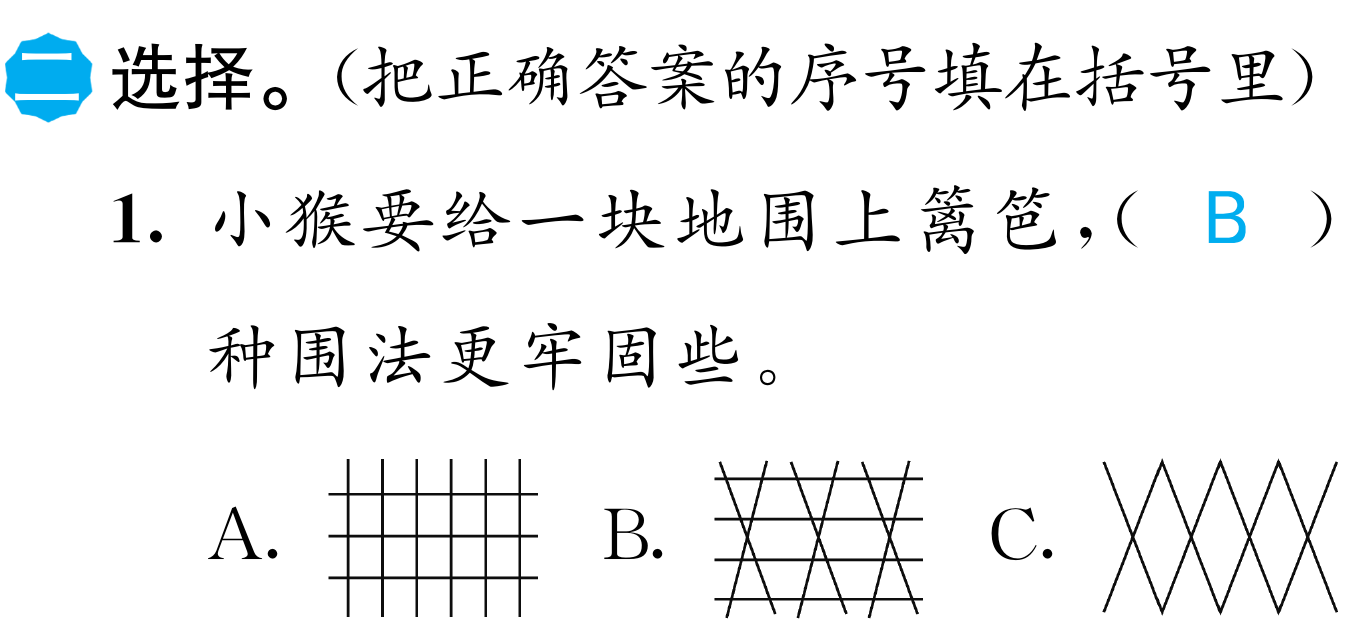 二 选择。(把正确答案的序号填在括号里)
1. 小猴要给一块地围上篱笆,( B )
种围法更牢固些。
A. B. C.